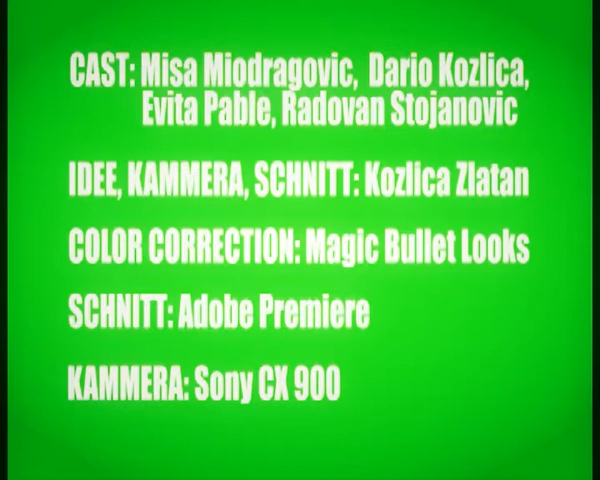 CAST: Misa Miodragovic, Dario Kozlica,
Evita Pable, Radovan Stojanovic
IDEE, KAMMERA, SCHNITT: Kozlica Zlatan
COLOR CORRECTION: Magic Bullet Looks
SCHNITT: Adobe Premiere
KAMMERA: Sony CX 900